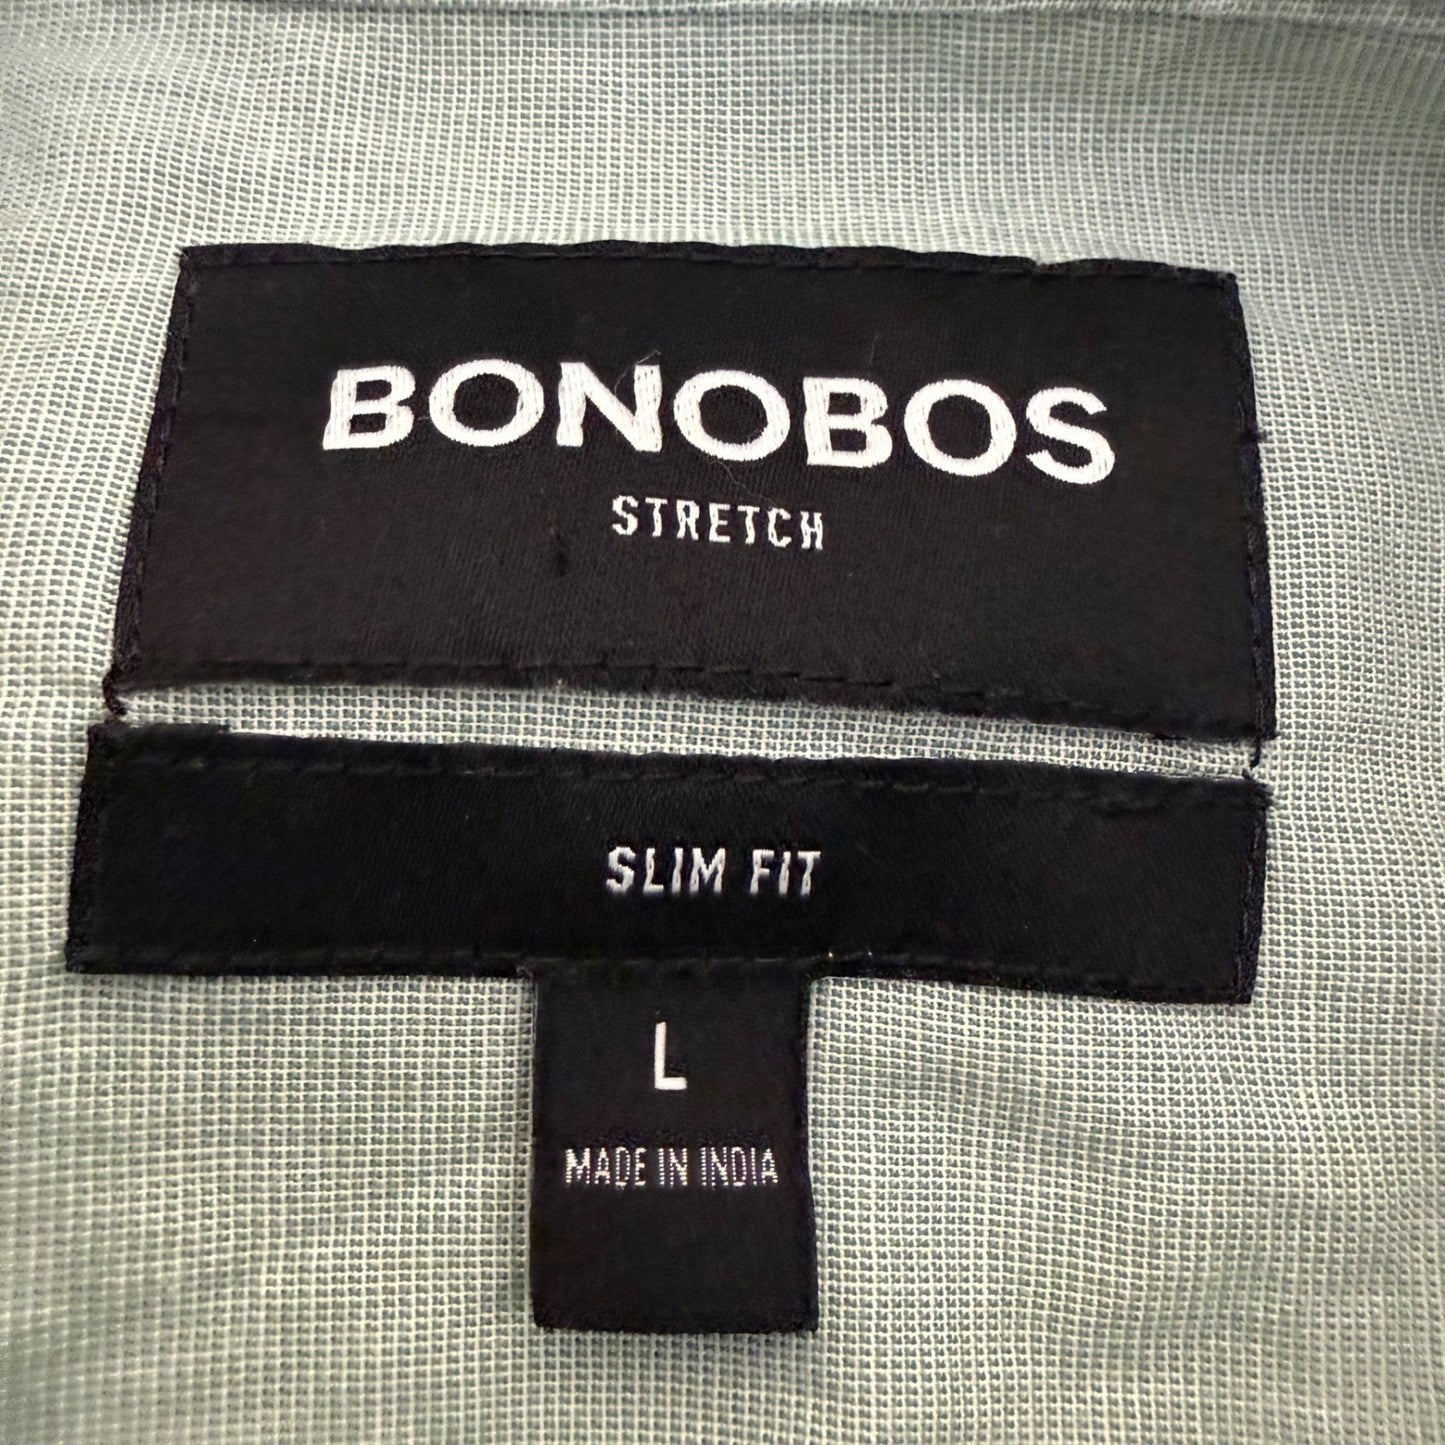 BONOBOS
STRETCH
SLIM FIT
L
MADE IN INDIA